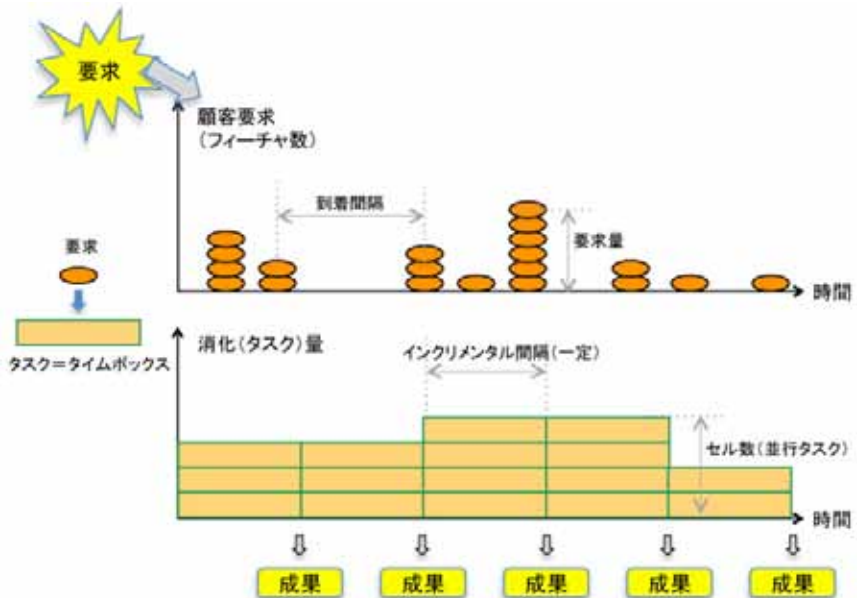 要求
顧客要求
(フィーチャ数)
到着間隔
要求量
要求
時間
タスク=タイムボックス
消化(タスク)量
インクリメンタル間隔(一定)
セル数(並行タスク)
時間
成果
成果
成果
成果
成果